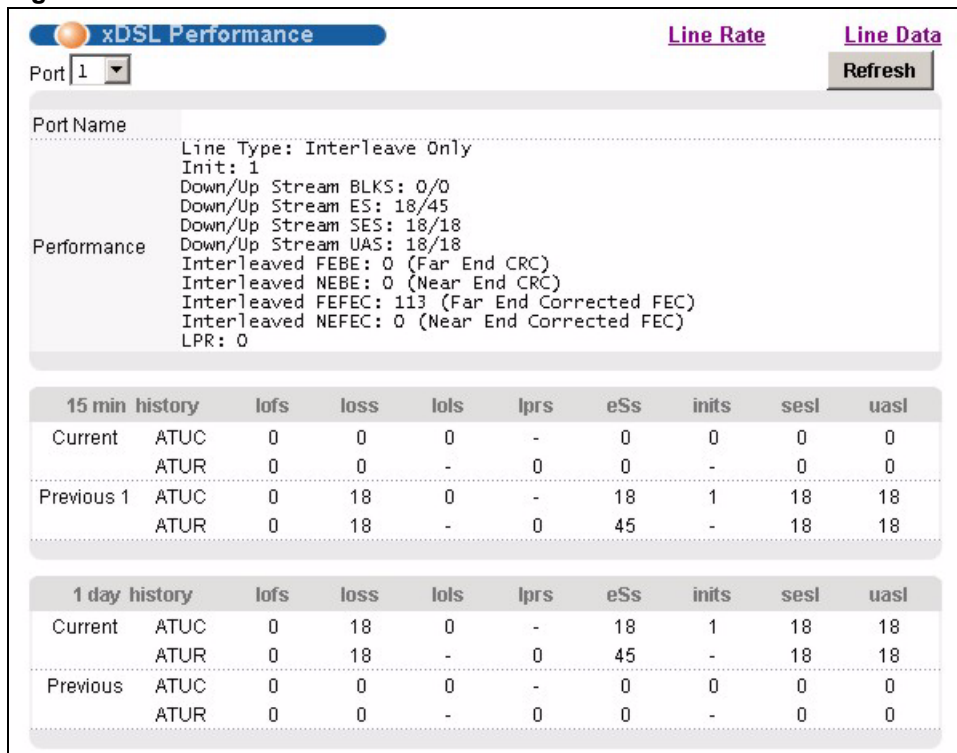 xDSL Performance Line Rate Line Data
Port 1 Refresh
Port Name
Performance
Line Type: Interleave Only
Init: 1
Down/Up Stream BLKS: 0/0
Down/Up Stream ES: 18/45
Down/Up Stream SES: 18/18
Down/Up Stream UAS: 18/18
Interleaved FEBE: 0 (Far End CRC)
Interleaved NEBE: 0 (Near End CRC)
Interleaved FEFEC: 113 (Far End Corrected FEC)
Interleaved NEFEC: 0 (Near End Corrected FEC)
LPR: 0
15 min history lofs loss lols lprs eSs inits sesl uasl
Current ATUC 0 0 0 - 0 0 0 0
ATUR 0 0 - 0 0 - 0 0
Previous 1 ATUC 0 18 0 - 18 1 18 18
ATUR 0 18 - 0 45 - 18 18
1 day history lofs loss lols lprs eSs inits sesl uasl
Current ATUC 0 18 0 - 18 1 18 18
ATUR 0 18 - 0 45 - 18 18
Previous ATUC 0 0 0 - 0 0 0 0
ATUR 0 0 - 0 0 - 0 0